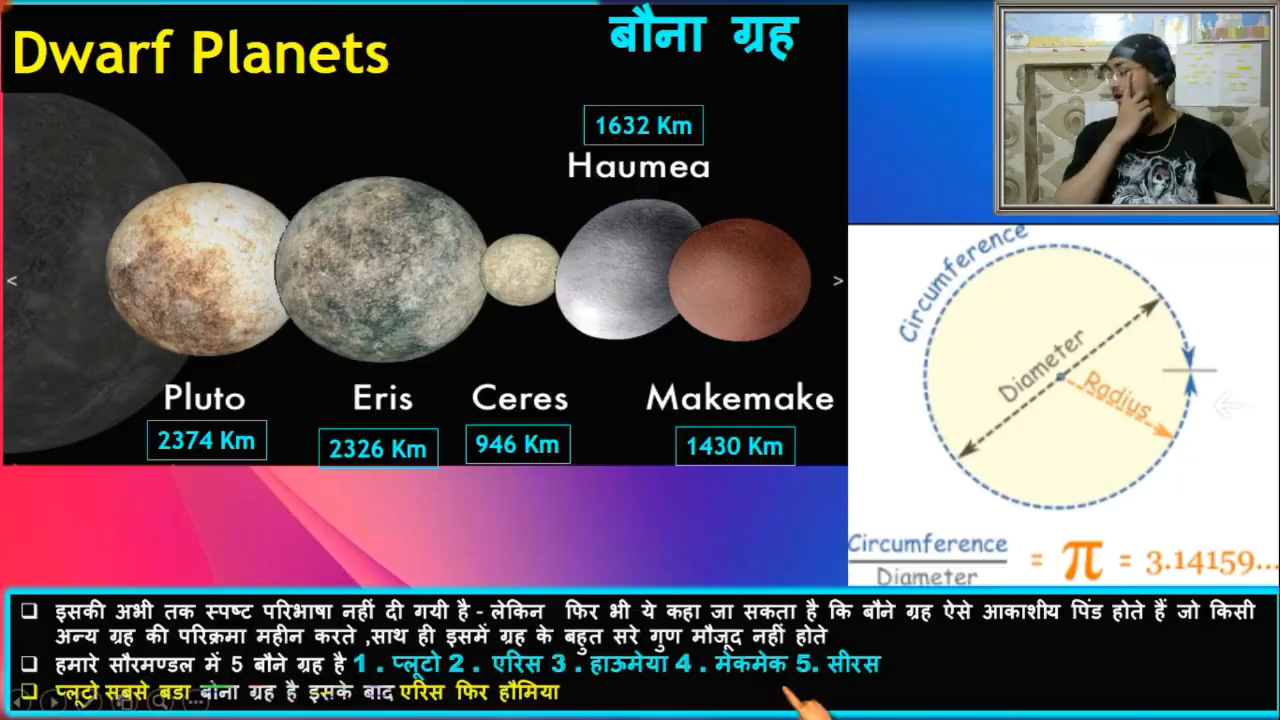 Dwarf Planets
बौना ग्रह
1632 Km
Haumea
Pluto
Eris
Ceres
Makemake
2374 Km
2326 Km
946 Km
1430 Km
Circumference
Diameter
Radius
Circumference
Diameter
= π = 3.14159...
इसकी अभी तक स्पष्ट परिभाषा नहीं दी गयी है - लेकिन फिर भी ये कहा जा सकता है कि बौने ग्रह ऐसे आकाशीय पिंड होते हैं जो किसी
अन्य ग्रह की परिक्रमा महीन करते ,साथ ही इसमें ग्रह के बहुत सरे गुण मौजूद नहीं होते
हमारे सौरमण्डल में 5 बौने ग्रह है 1 . प्लूटो 2 . एरिस 3 . हाऊमेया 4 . मेकमेक 5. सीरस
प्लूटो सबसे बडा बोना ग्रह है इसके बाद एरिस फिर हौमिया